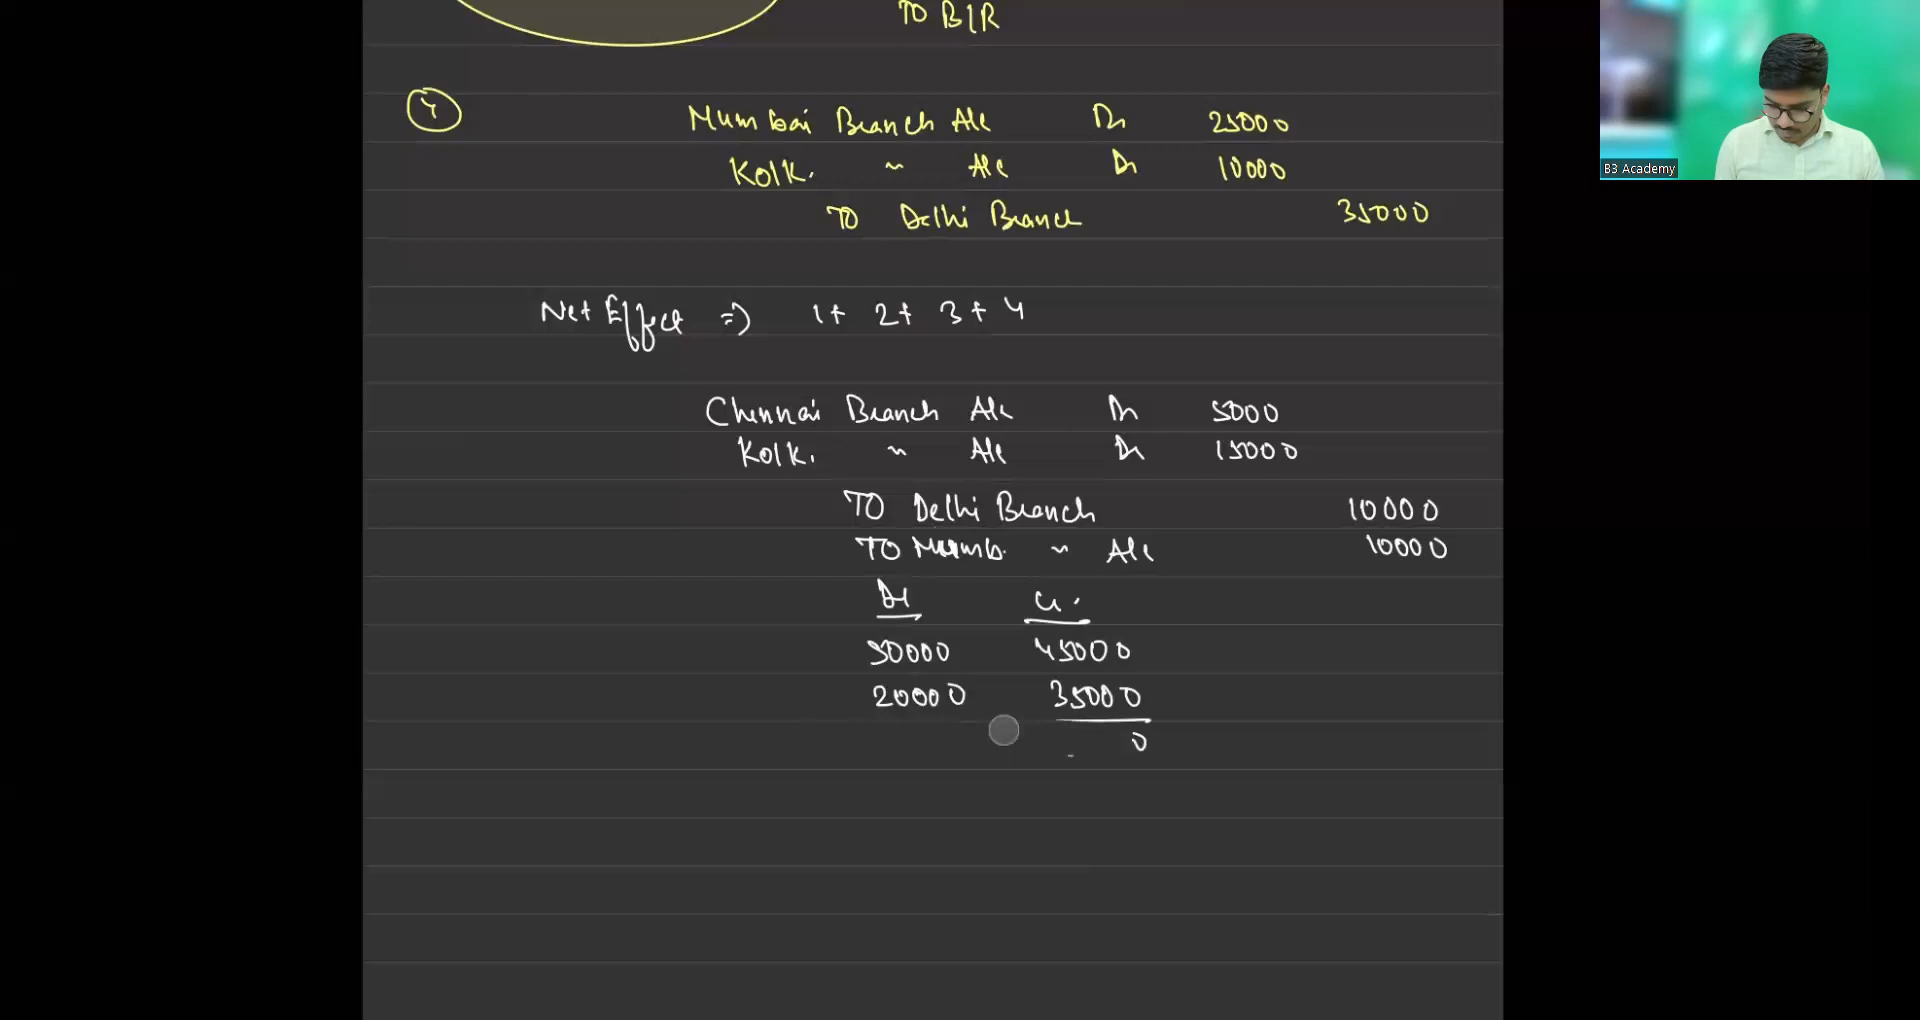 TO B/R
B3 Academy
4 Mumbai Branch A/c Dr 25000
Kolk. " A/c Dr 10000
TO Delhi Branch 35000
Net Effect => 1+ 2+ 3+ 4
Chennai Branch A/c Dr 5000
Kolk. " A/c Dr 15000
TO Delhi Branch 10000
TO Mumb. " A/c 10000
Dr Cr.
50000 45000
20000 35000
0